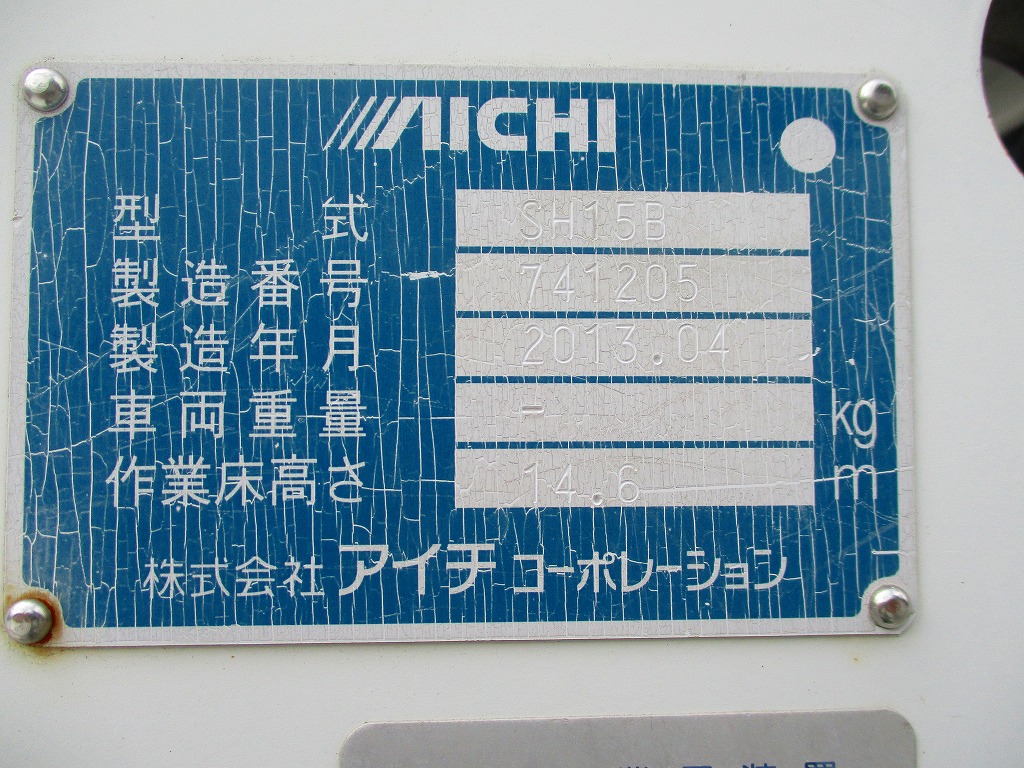 AICHI
型式 SH15B
製造番号 741205
製造年月 2013.04
車両重量 - kg
作業床高さ 14.6 m
株式会社 アイチ コーポレーション